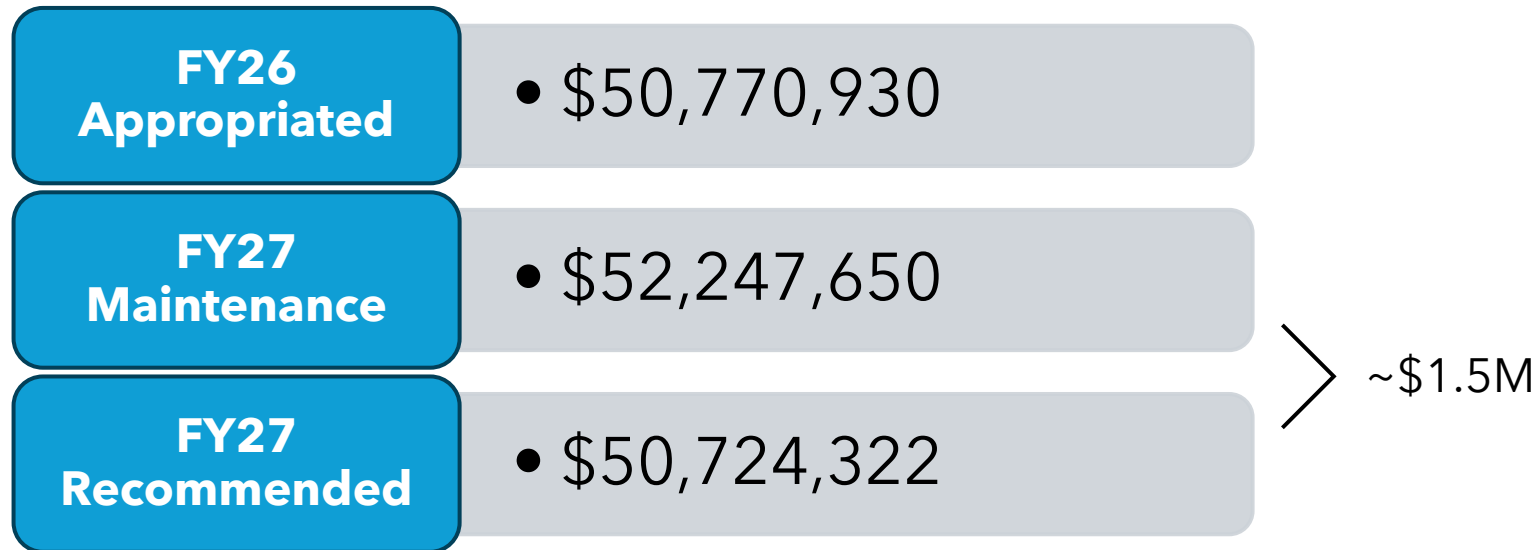 FY26
Appropriated
• $50,770,930
FY27
Maintenance
• $52,247,650
~$1.5M
FY27
Recommended
• $50,724,322